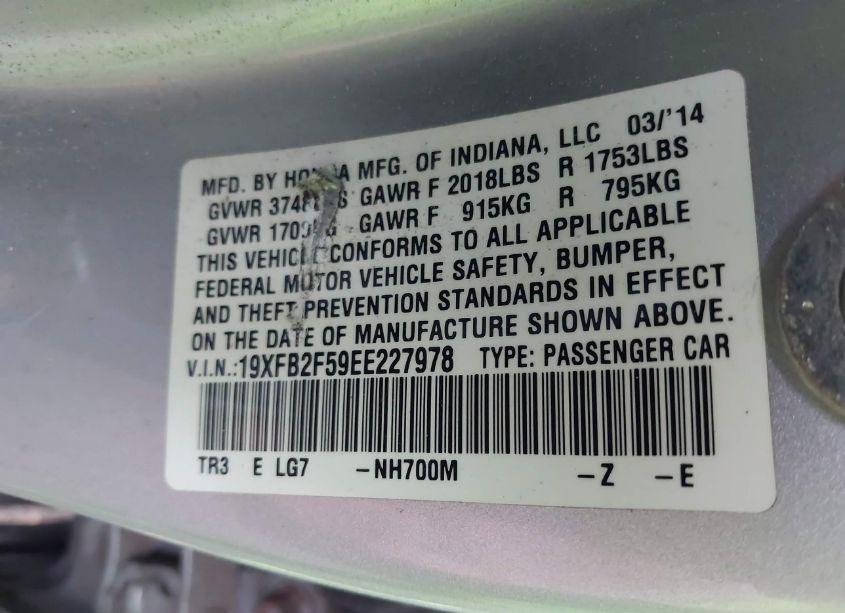 MFD. BY HONDA MFG. OF INDIANA, LLC 03/'14
GVWR GAWR F 2018LBS R 1753LBS
GVWR GAWR F 915KG R 795KG
THIS VEHICLE CONFORMS TO ALL APPLICABLE
FEDERAL MOTOR VEHICLE SAFETY, BUMPER,
AND THEFT PREVENTION STANDARDS IN EFFECT
ON THE DATE OF MANUFACTURE SHOWN ABOVE.
V.I.N.:19XFB2F59EE227978 TYPE: PASSENGER CAR
TR3 E LG7 -NH700M -Z -E